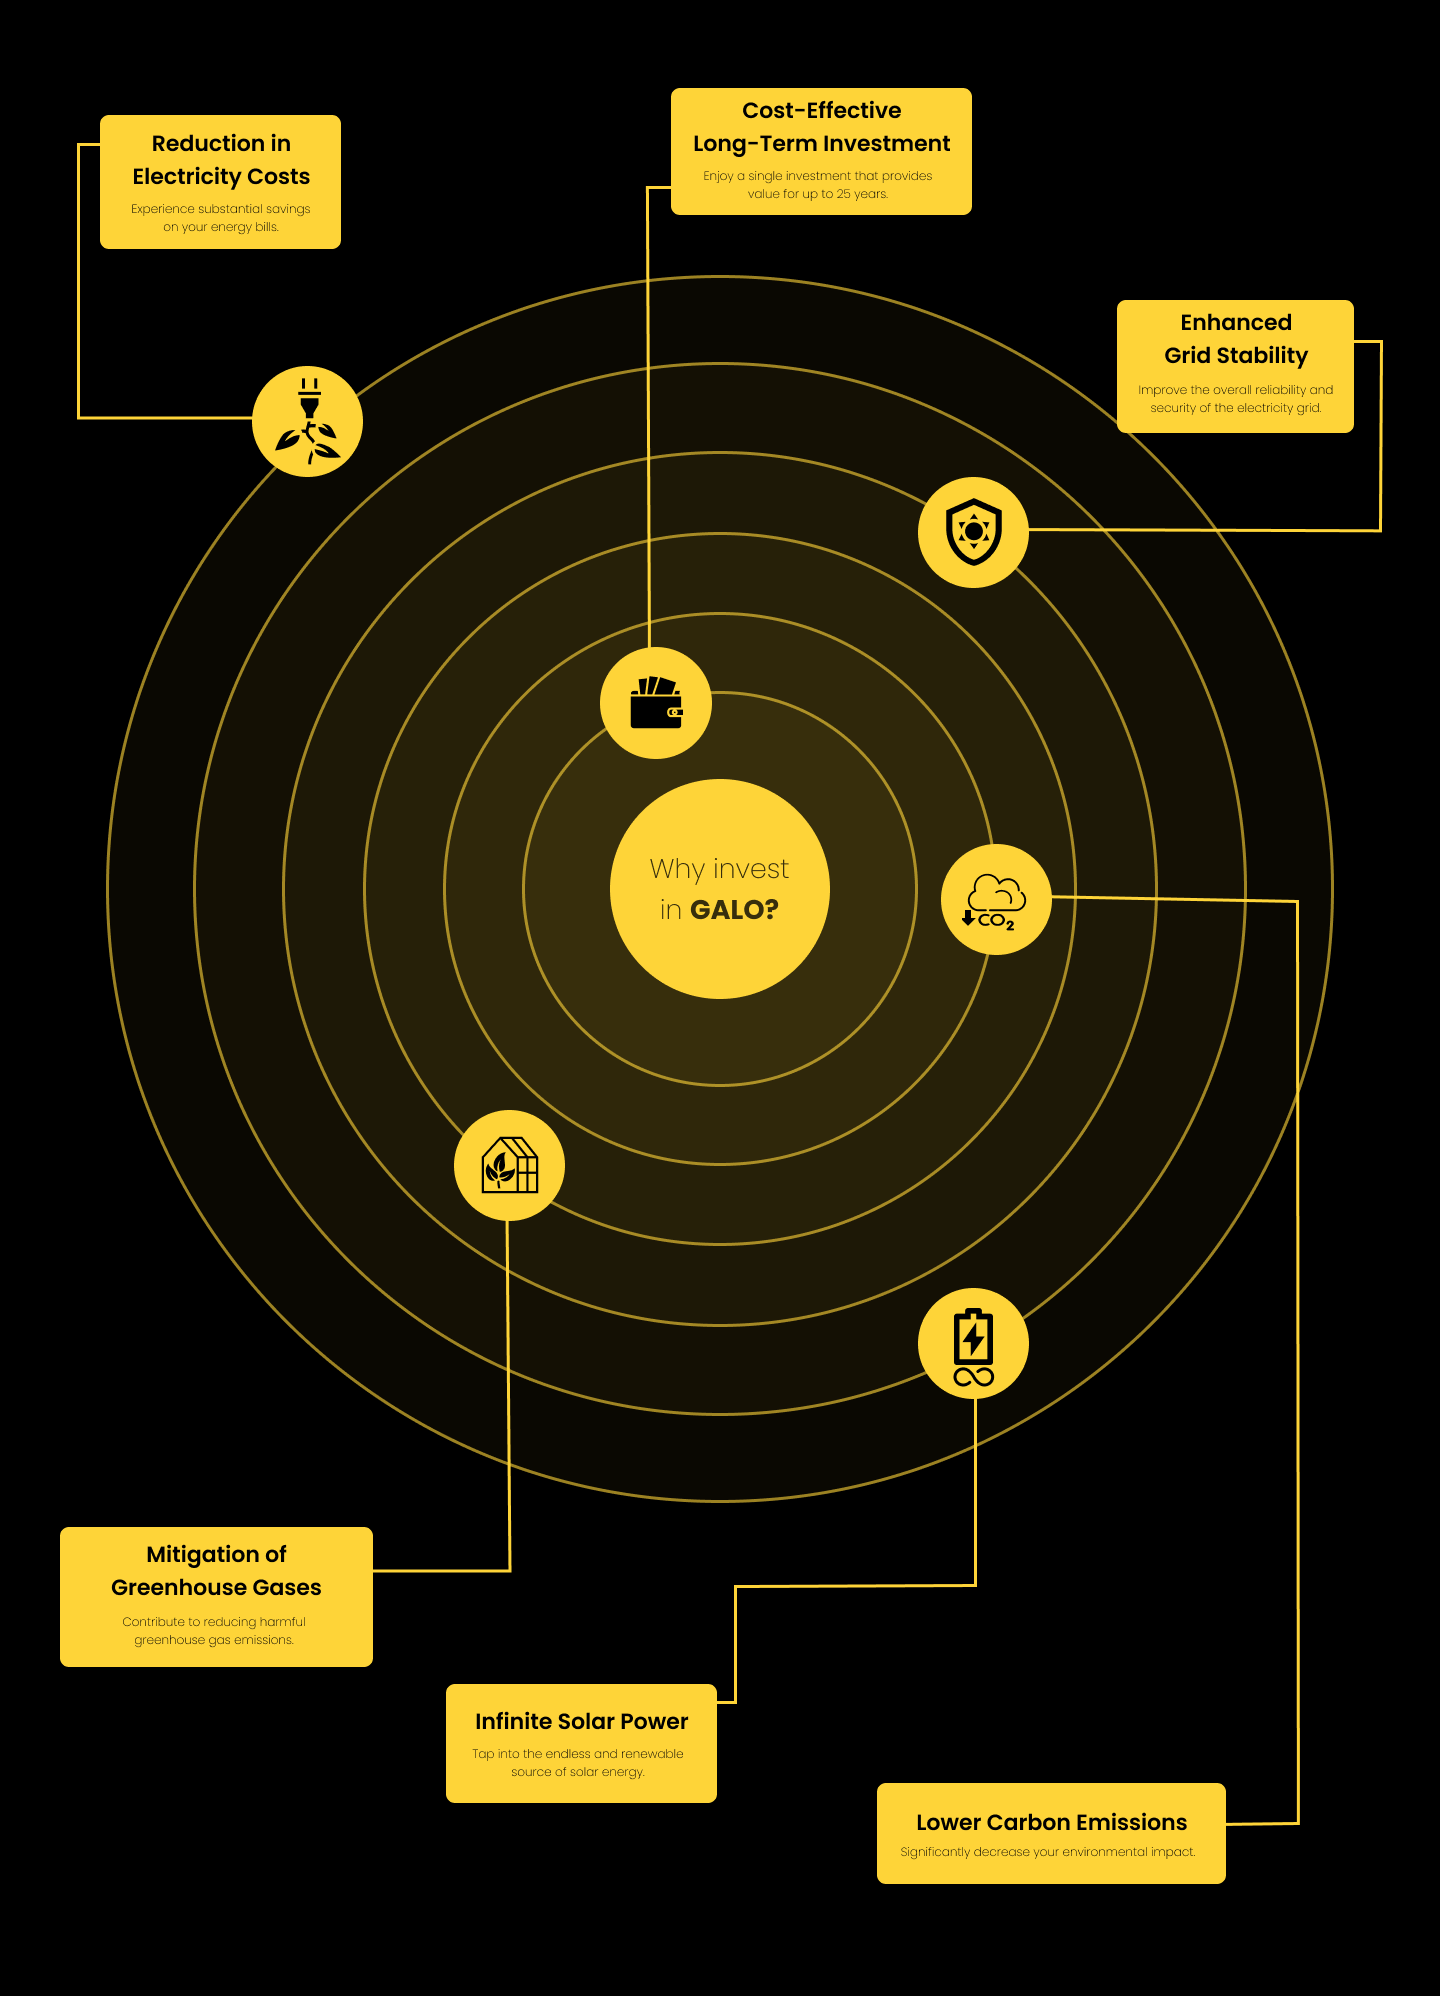 Cost-Effective
Long-Term Investment
Enjoy a single investment that provides
value for up to 25 years.
Reduction in
Electricity Costs
Experience substantial savings
on your energy bills.
Enhanced
Grid Stability
Improve the overall reliability and
security of the electricity grid.
Why invest
in GALO?
CO2
Mitigation of
Greenhouse Gases
Contribute to reducing harmful
greenhouse gas emissions.
Infinite Solar Power
Tap into the endless and renewable
source of solar energy.
Lower Carbon Emissions
Significantly decrease your environmental impact.